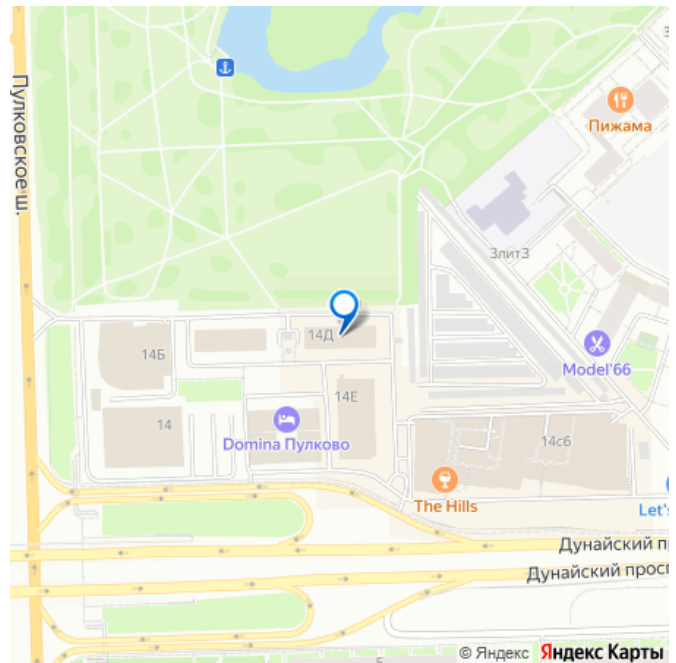 Пулковское ш.
Пижама
3литЗ
Model'66
14Д
14Б
14Е
14
Domina Пулково
14с6
The Hills
Let's
Дунайский п
Дунайский просп
5
© Яндекс Яндекс Карты